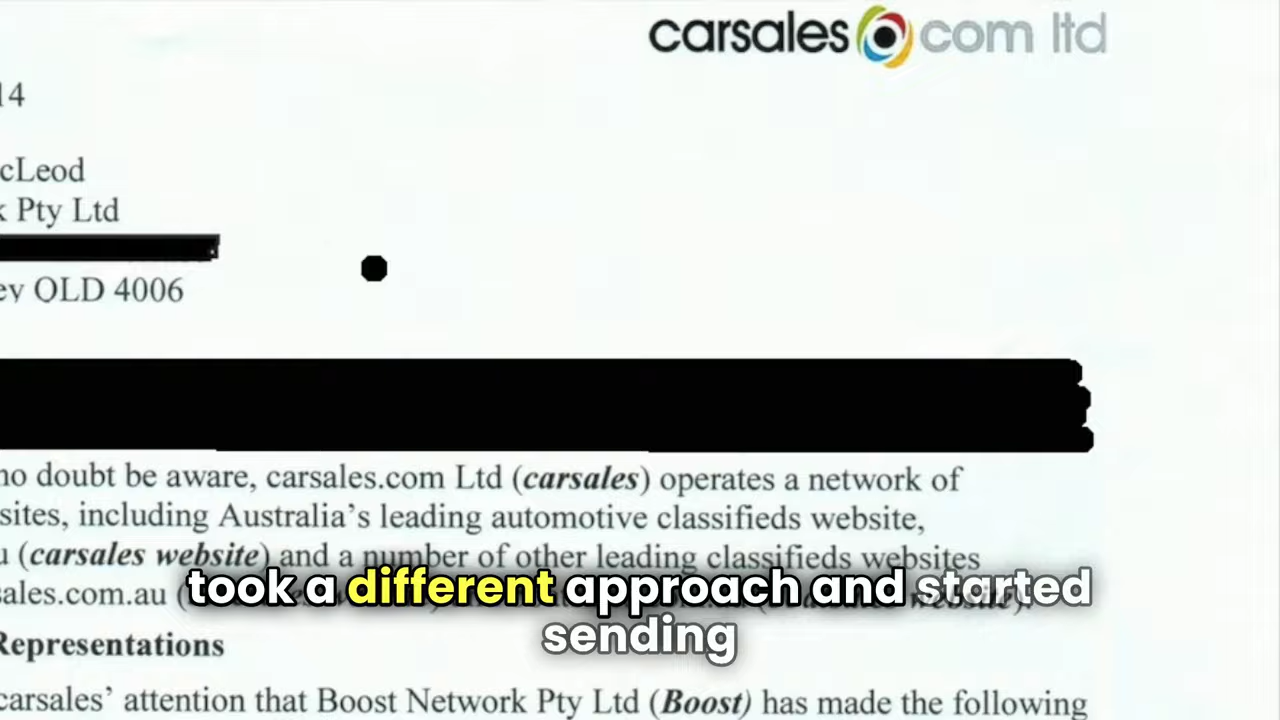 carsales com ltd
14
cLeod
k Pty Ltd
ey QLD 4006
no doubt be aware, carsales.com Ltd (carsales) operates a network of
sites, including Australia's leading automotive classifieds website,
u (carsales website) and a number of other leading classifieds websites
sales.com.au (
took a different approach and started
sending
Representations
carsales' attention that Boost Network Pty Ltd (Boost) has made the following